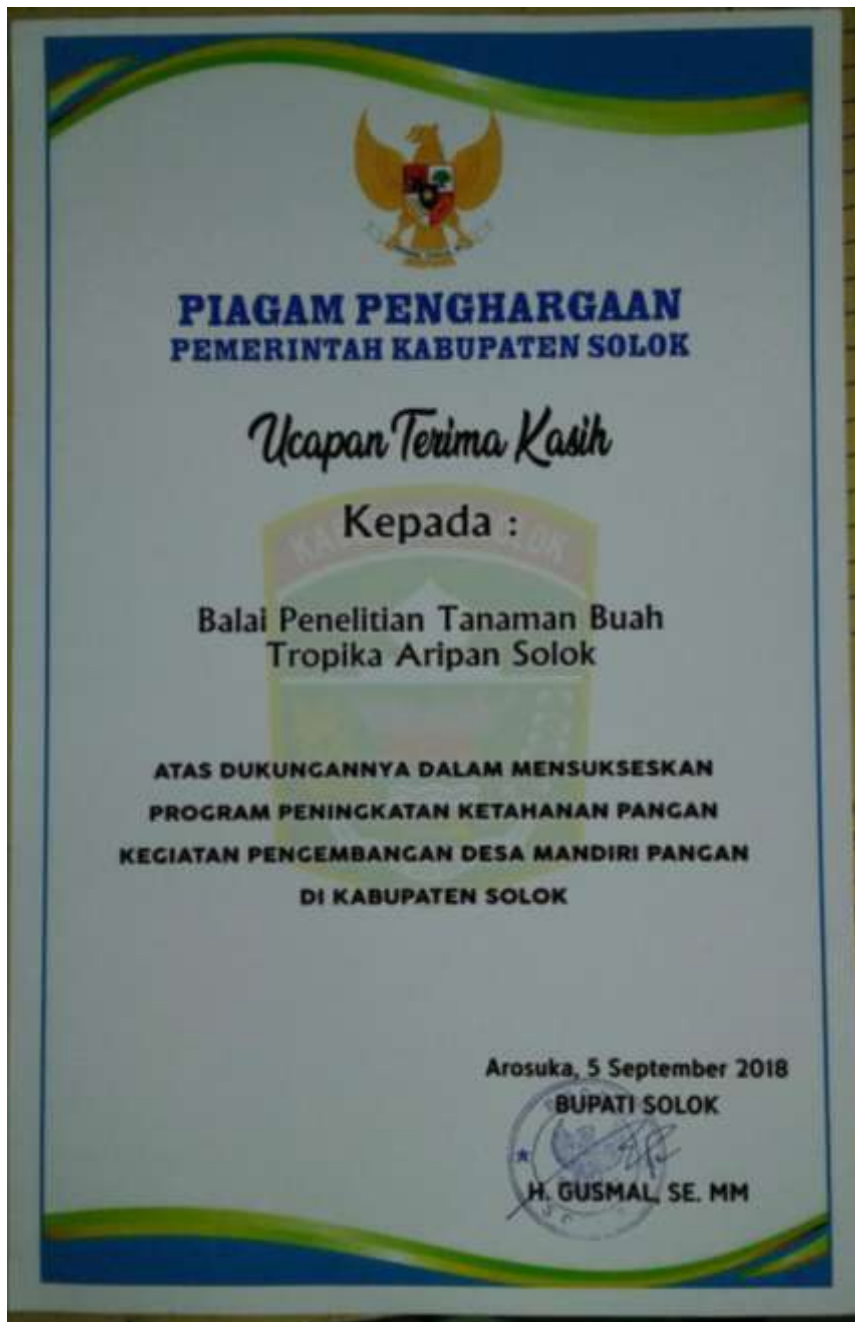 PIAGAM PENGHARGAAN
PEMERINTAH KABUPATEN SOLOK
Ucapan Terima Kasih
Kepada :
Balai Penelitian Tanaman Buah
Tropika Aripan Solok
ATAS DUKUNGANNYA DALAM MENSUKSESKAN
PROGRAM PENINGKATAN KETAHANAN PANGAN
KEGIATAN PENGEMBANGAN DESA MANDIRI PANGAN
DI KABUPATEN SOLOK
Arosuka, 5 September 2018
BUPATI SOLOK
H. GUSMAL, SE. MM